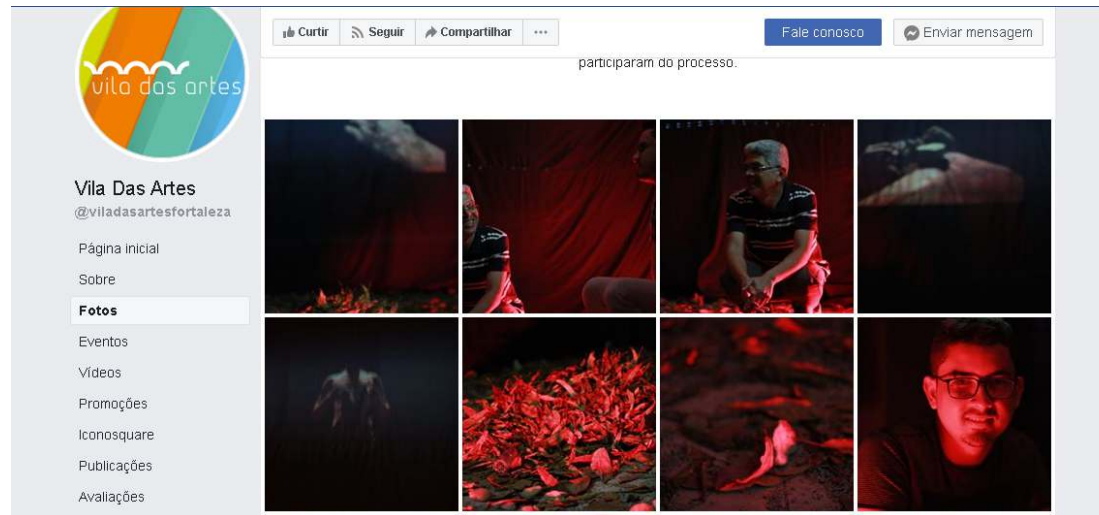 vila das artes
Curtir Seguir Compartilhar ...
Fale conosco Enviar mensagem
participaram do processo.
Vila Das Artes
@viladasartesfortaleza
Página inicial
Sobre
Fotos
Eventos
Vídeos
Promoções
Iconosquare
Publicações
Avaliações